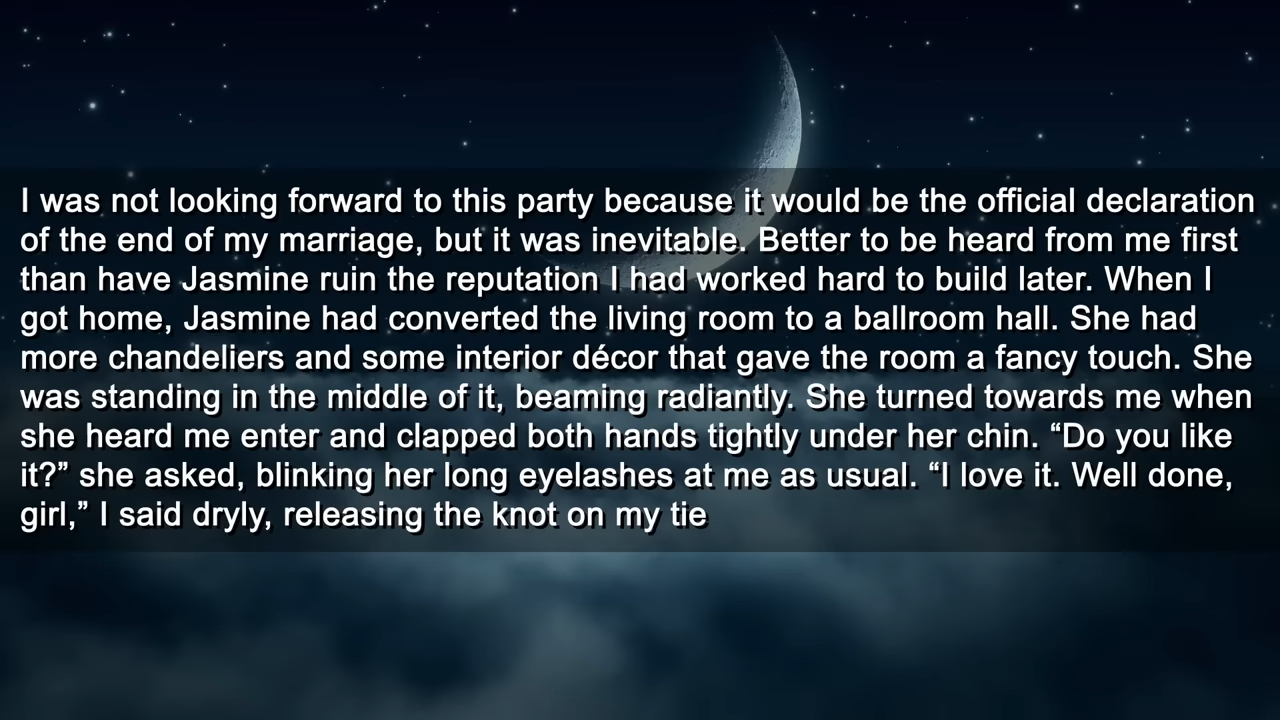 I was not looking forward to this party because it would be the official declaration
of the end of my marriage, but it was inevitable. Better to be heard from me first
than have Jasmine ruin the reputation I had worked hard to build later. When I
got home, Jasmine had converted the living room to a ballroom hall. She had
more chandeliers and some interior décor that gave the room a fancy touch. She
was standing in the middle of it, beaming radiantly. She turned towards me when
she heard me enter and clapped both hands tightly under her chin. “Do you like
it?” she asked, blinking her long eyelashes at me as usual. “I love it. Well done,
girl,” I said dryly, releasing the knot on my tie